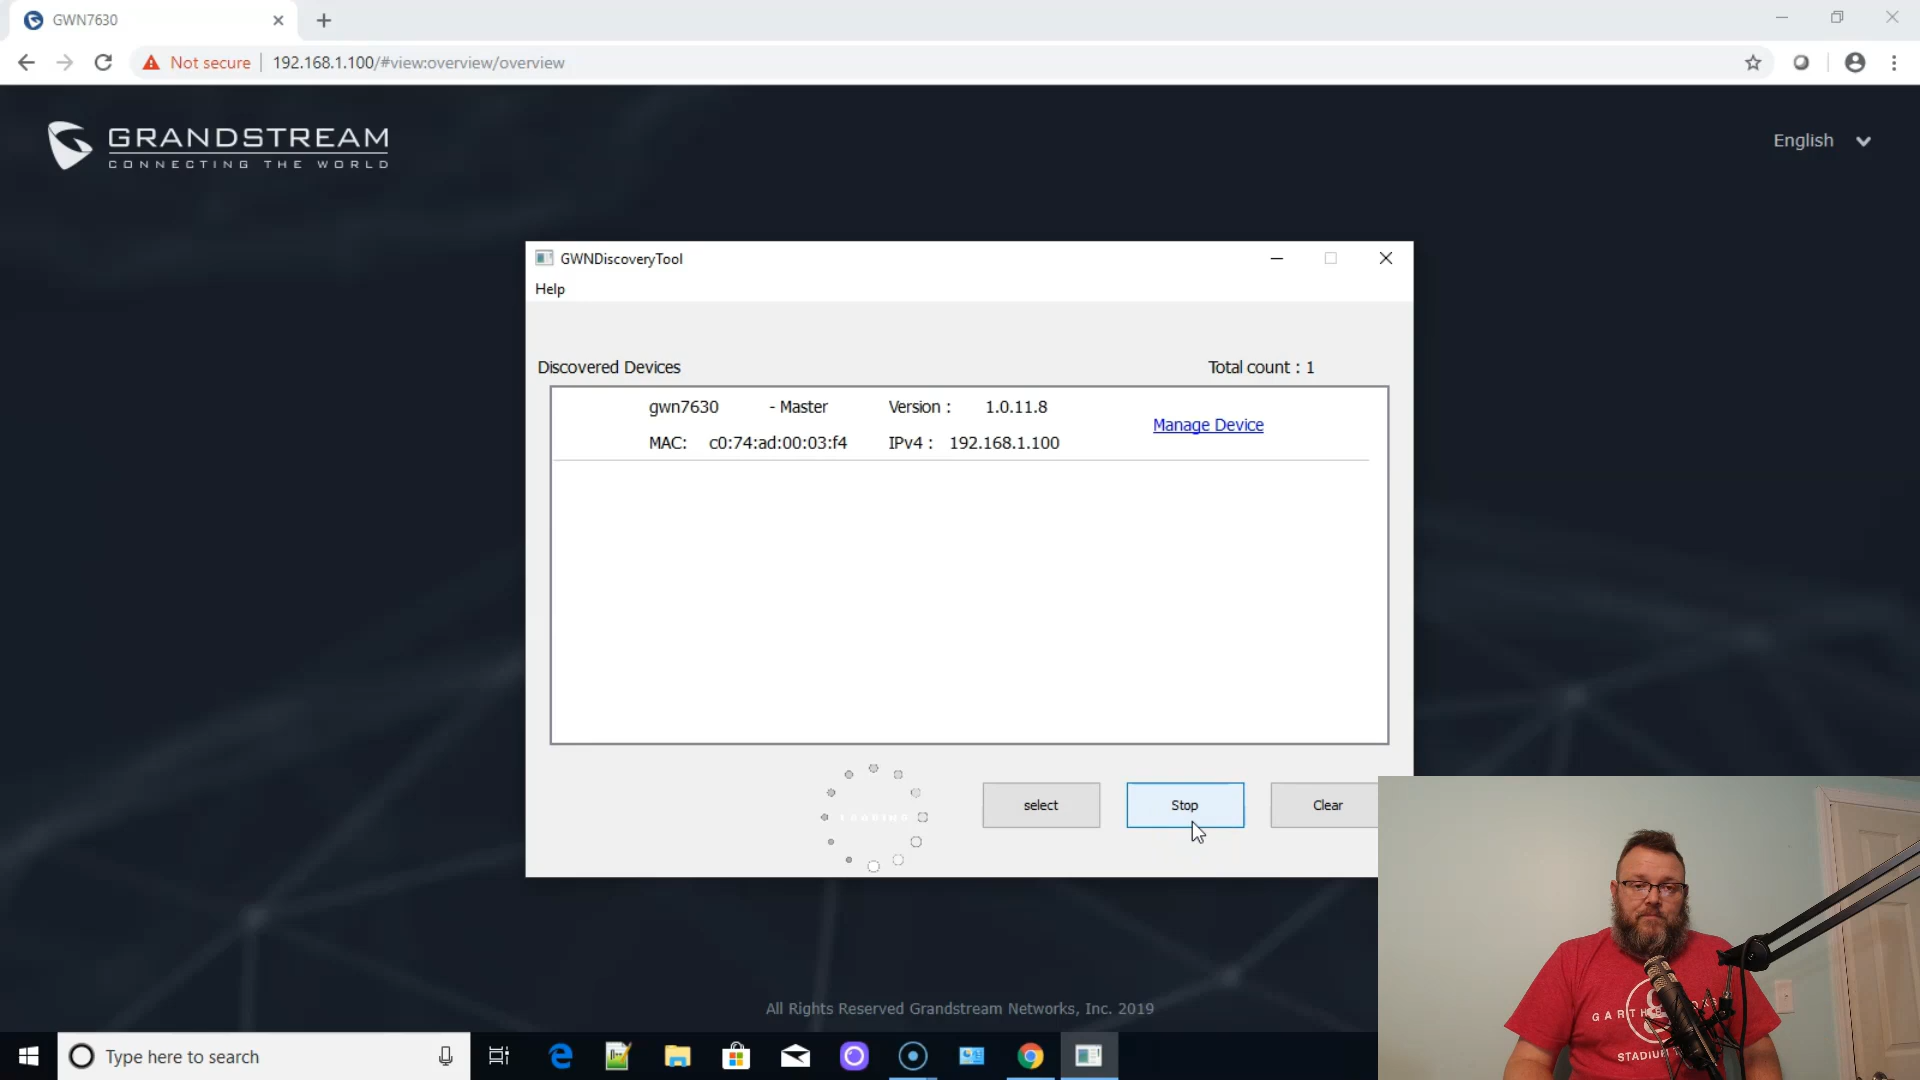 GWN7630
Not secure
192.168.1.100/#view:overview/overview
GRANDSTREAM
CONNECTING THE WORLD
English
GWNDiscoveryTool
Help
Discovered Devices
Total count : 1
gwn7630 - Master Version : 1.0.11.8
Manage Device
MAC: c0:74:ad:00:03:f4 IPv4 : 192.168.1.100
LOADING
select
Stop
Clear
All Rights Reserved Grandstream Networks, Inc. 2019
Type here to search
STADIU